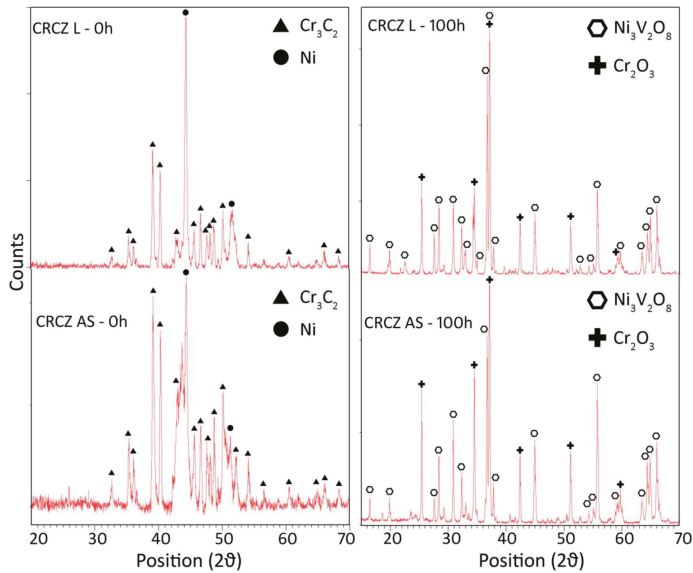 CRCZ L - 0h
Cr₃C₂
Ni
CRCZ L - 100h
Ni₃V₂O₈
Cr₂O₃
Counts
CRCZ AS - 0h
Cr₃C₂
Ni
CRCZ AS - 100h
Ni₃V₂O₈
Cr₂O₃
20 30 40 50 60 70
20 30 40 50 60 70
Position (2ϑ)
Position (2ϑ)